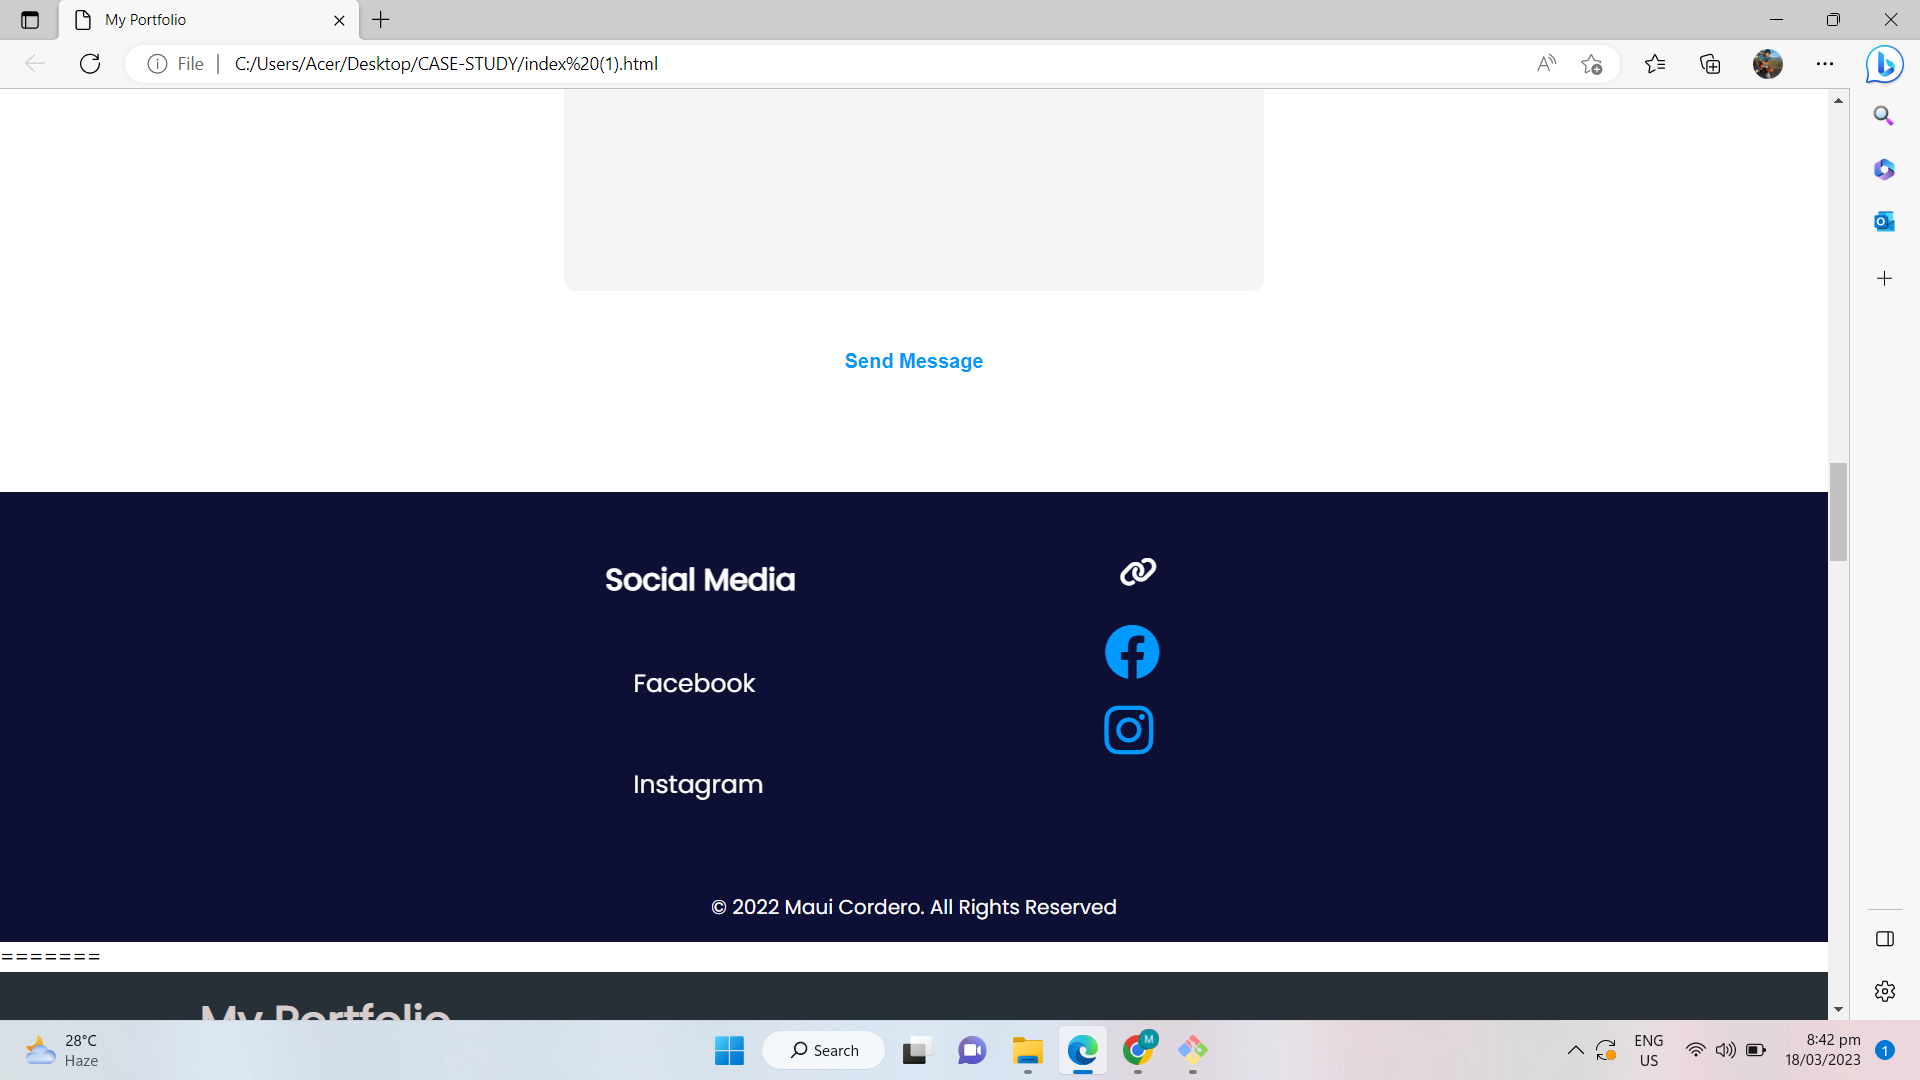 My Portfolio
File
C:/Users/Acer/Desktop/CASE-STUDY/index%20(1).html
Send Message
Social Media
Facebook
Instagram
© 2022 Maui Cordero. All Rights Reserved
=======
My Portfolio
28°C
Haze
Search
M
ENG
US
8:42 pm
18/03/2023
1